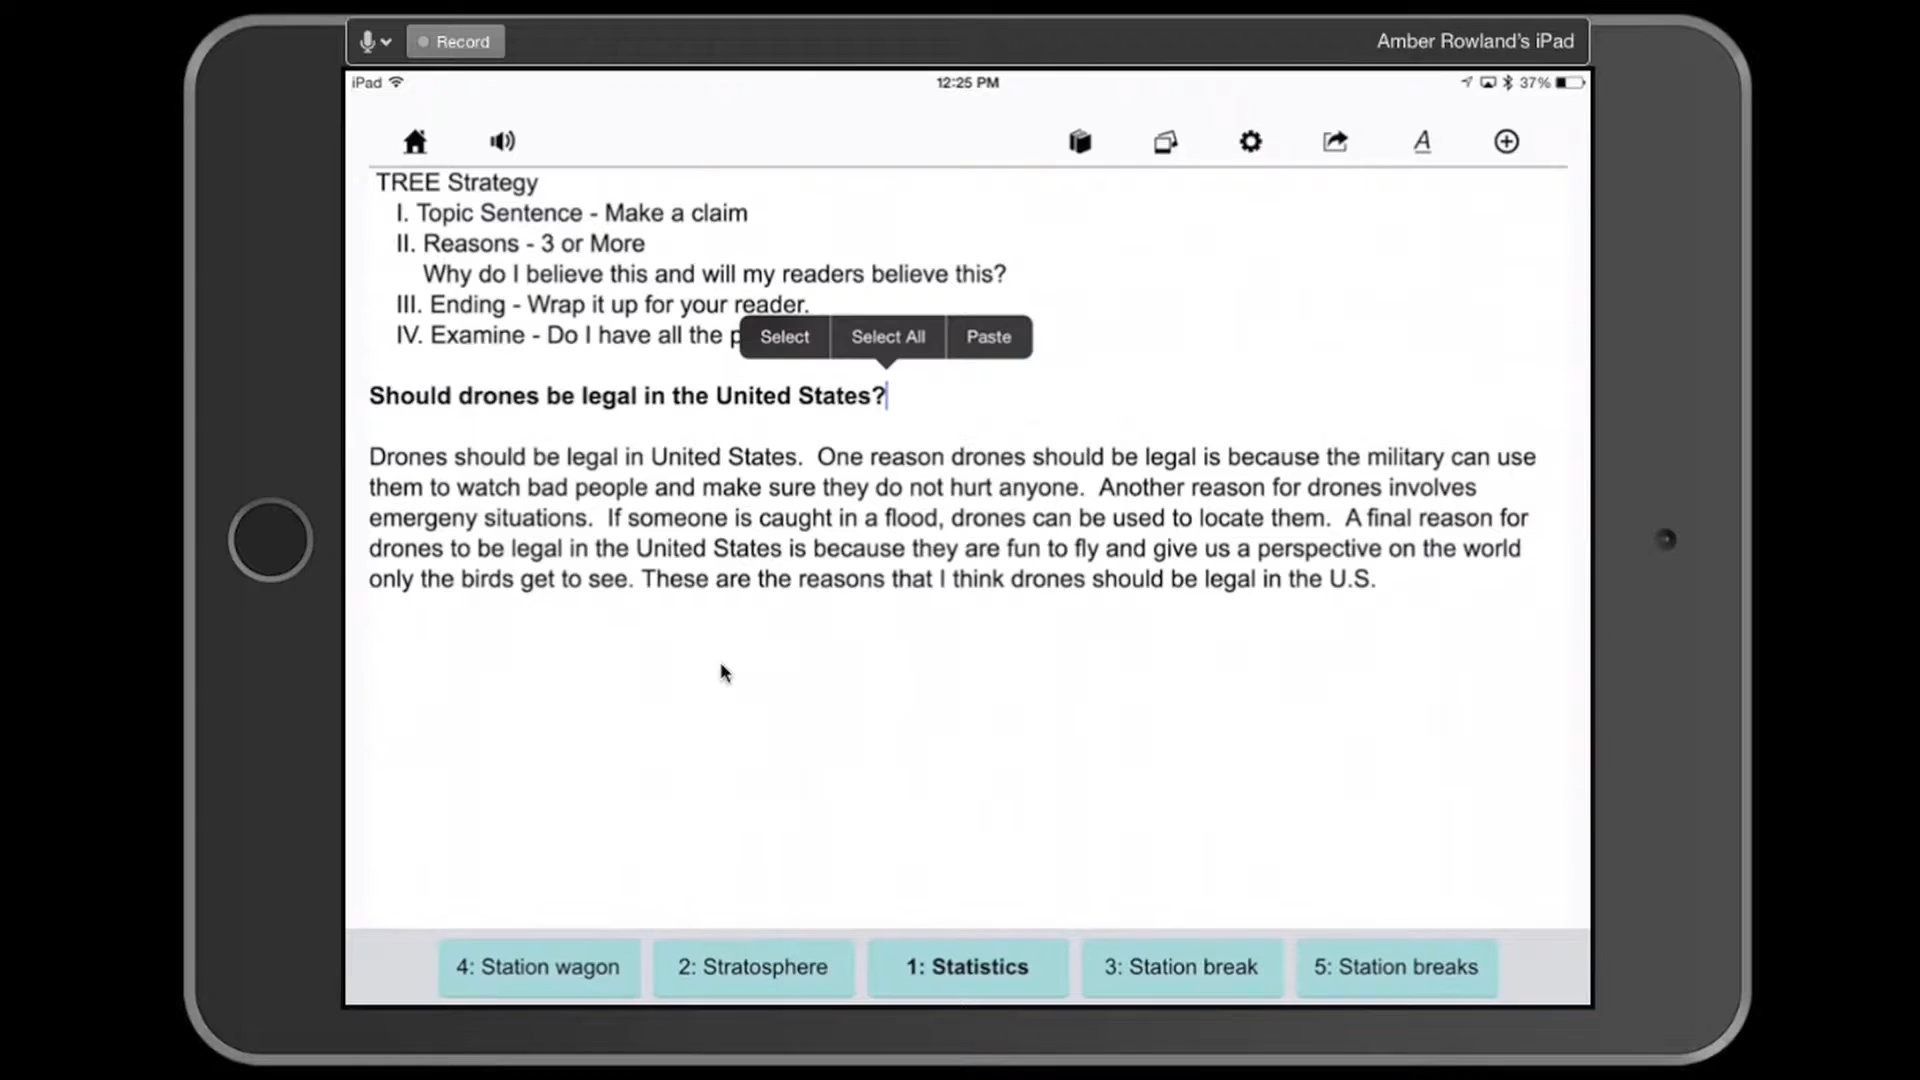 Record
Amber Rowland's iPad
iPad
12:25 PM
37%
A
TREE Strategy
I. Topic Sentence - Make a claim
II. Reasons - 3 or More
Why do I believe this and will my readers believe this?
III. Ending - Wrap it up for your reader.
IV. Examine - Do I have all the
Select
Select All
Paste
Should drones be legal in the United States?
Drones should be legal in United States.  One reason drones should be legal is because the military can use
them to watch bad people and make sure they do not hurt anyone.  Another reason for drones involves
emergeny situations.  If someone is caught in a flood, drones can be used to locate them.  A final reason for
drones to be legal in the United States is because they are fun to fly and give us a perspective on the world
only the birds get to see. These are the reasons that I think drones should be legal in the U.S.
4: Station wagon
2: Stratosphere
1: Statistics
3: Station break
5: Station breaks